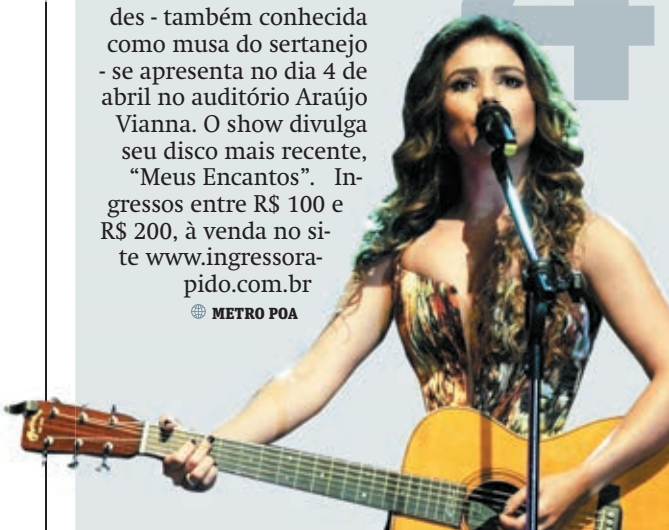 des - também conhecida
como musa do sertanejo
- se apresenta no dia 4 de
abril no auditório Araújo
Vianna. O show divulga
seu disco mais recente,
“Meus Encantos”. In-
gressos entre R$ 100 e
R$ 200, à venda no si-
te www.ingressora-
pido.com.br
METRO POA
4